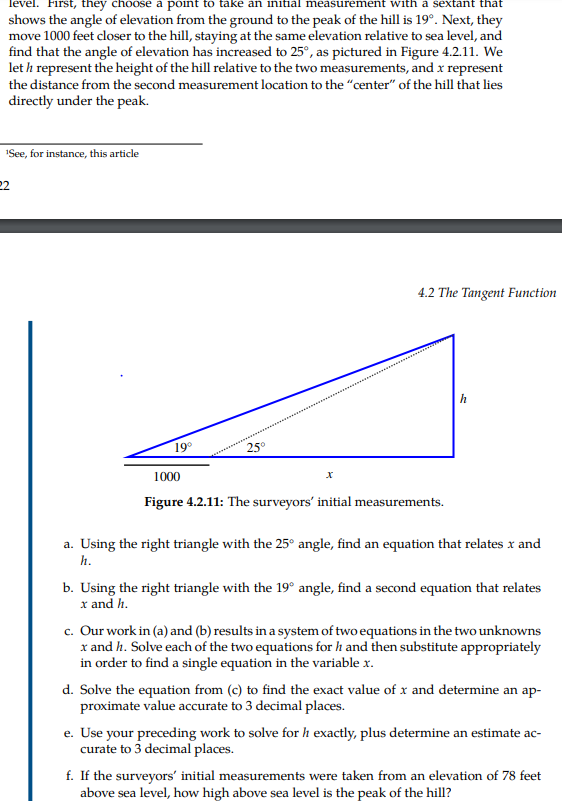 level. First, they choose a point to take an initial measurement with a sextant that
shows the angle of elevation from the ground to the peak of the hill is 19°. Next, they
move 1000 feet closer to the hill, staying at the same elevation relative to sea level, and
find that the angle of elevation has increased to 25°, as pictured in Figure 4.2.11. We
let h represent the height of the hill relative to the two measurements, and x represent
the distance from the second measurement location to the “center” of the hill that lies
directly under the peak.
¹See, for instance, this article
22
4.2 The Tangent Function
h
19°
25°
1000
x
Figure 4.2.11: The surveyors’ initial measurements.
a. Using the right triangle with the 25° angle, find an equation that relates x and
h.
b. Using the right triangle with the 19° angle, find a second equation that relates
x and h.
c. Our work in (a) and (b) results in a system of two equations in the two unknowns
x and h. Solve each of the two equations for h and then substitute appropriately
in order to find a single equation in the variable x.
d. Solve the equation from (c) to find the exact value of x and determine an ap-
proximate value accurate to 3 decimal places.
e. Use your preceding work to solve for h exactly, plus determine an estimate ac-
curate to 3 decimal places.
f. If the surveyors’ initial measurements were taken from an elevation of 78 feet
above sea level, how high above sea level is the peak of the hill?